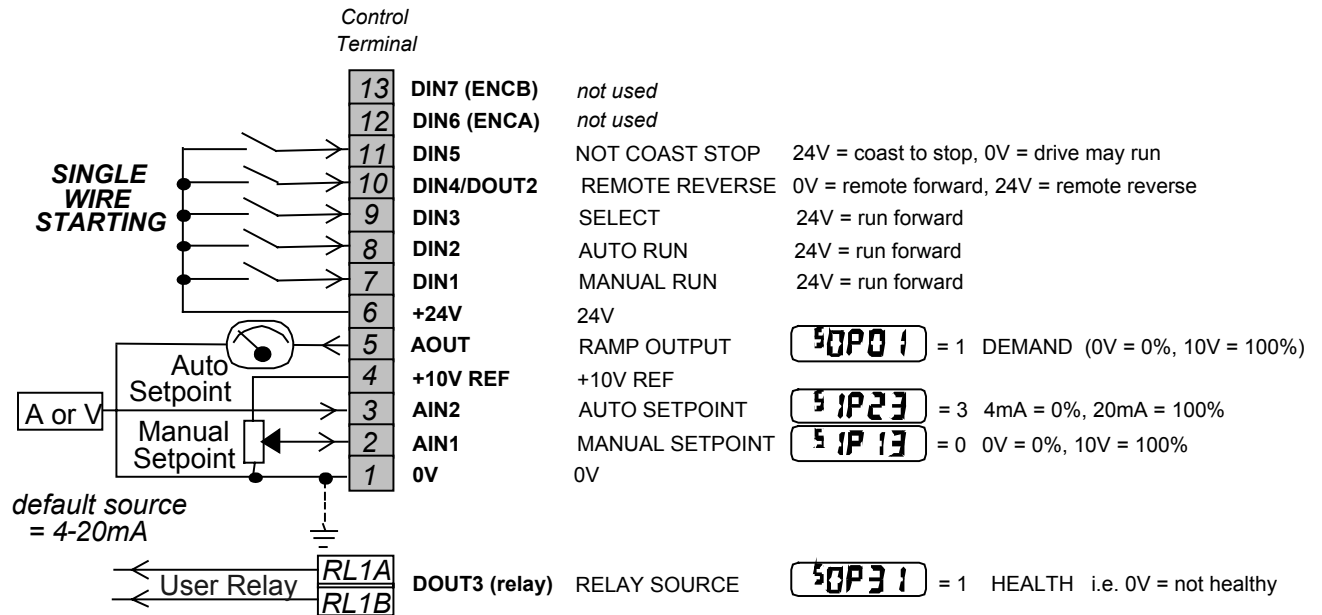 Control
Terminal
13 DIN7 (ENCB) not used
12 DIN6 (ENCA) not used
11 DIN5 NOT COAST STOP 24V = coast to stop, 0V = drive may run
SINGLE
WIRE
STARTING
10 DIN4/DOUT2 REMOTE REVERSE 0V = remote forward, 24V = remote reverse
9 DIN3 SELECT 24V = run forward
8 DIN2 AUTO RUN 24V = run forward
7 DIN1 MANUAL RUN 24V = run forward
6 +24V 24V
5 AOUT RAMP OUTPUT SOP01 = 1 DEMAND (0V = 0%, 10V = 100%)
Auto
Setpoint
4 +10V REF +10V REF
A or V
3 AIN2 AUTO SETPOINT SIP23 = 3 4mA = 0%, 20mA = 100%
Manual
Setpoint
2 AIN1 MANUAL SETPOINT SIP13 = 0 0V = 0%, 10V = 100%
1 0V 0V
default source
= 4-20mA
User Relay
RL1A
RL1B
DOUT3 (relay) RELAY SOURCE SOP31 = 1 HEALTH i.e. 0V = not healthy